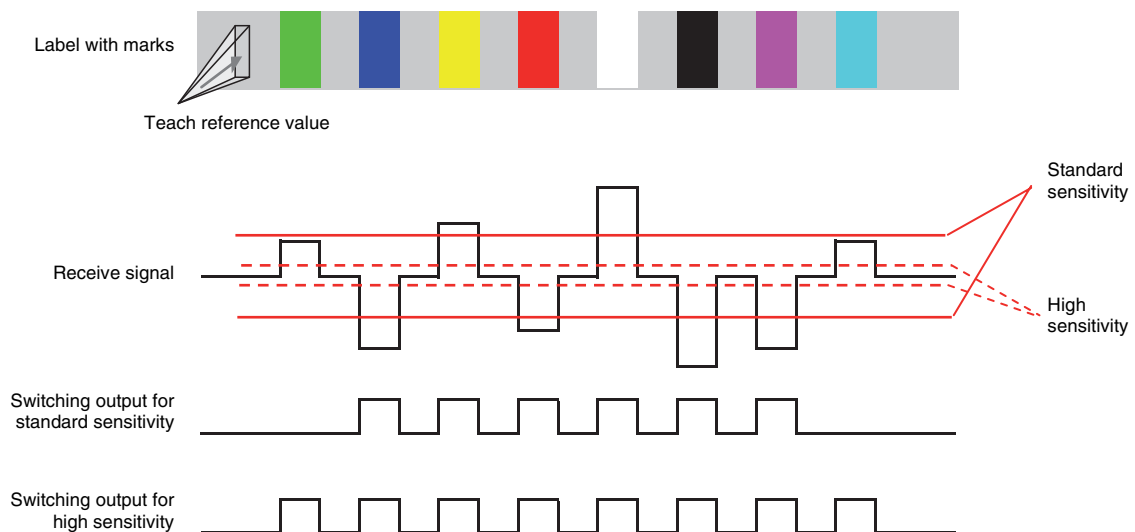 Label with marks
Teach reference value
Standard
sensitivity
Receive signal
High
sensitivity
Switching output for
standard sensitivity
Switching output for
high sensitivity